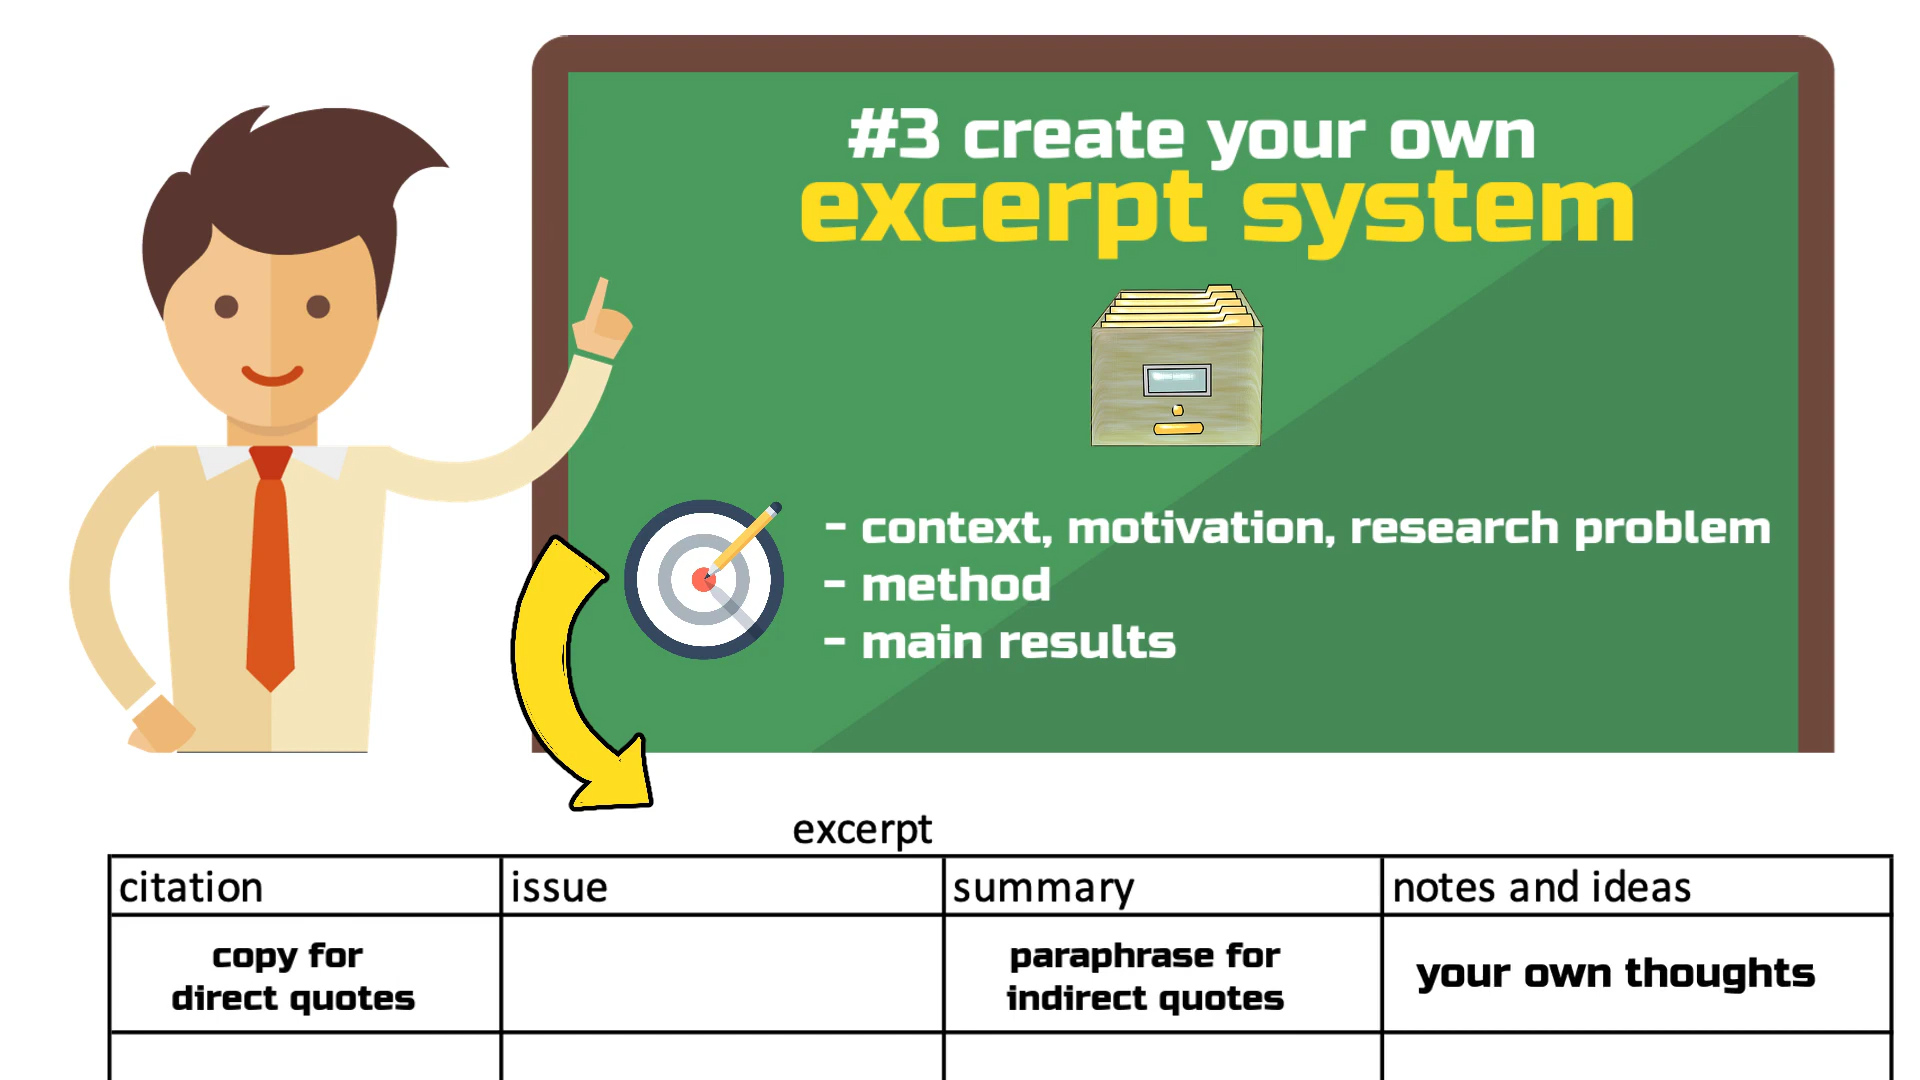 #3 create your own
excerpt system
- context, motivation, research problem
- method
- main results
excerpt
citation
issue
summary
notes and ideas
copy for
direct quotes
paraphrase for
indirect quotes
your own thoughts